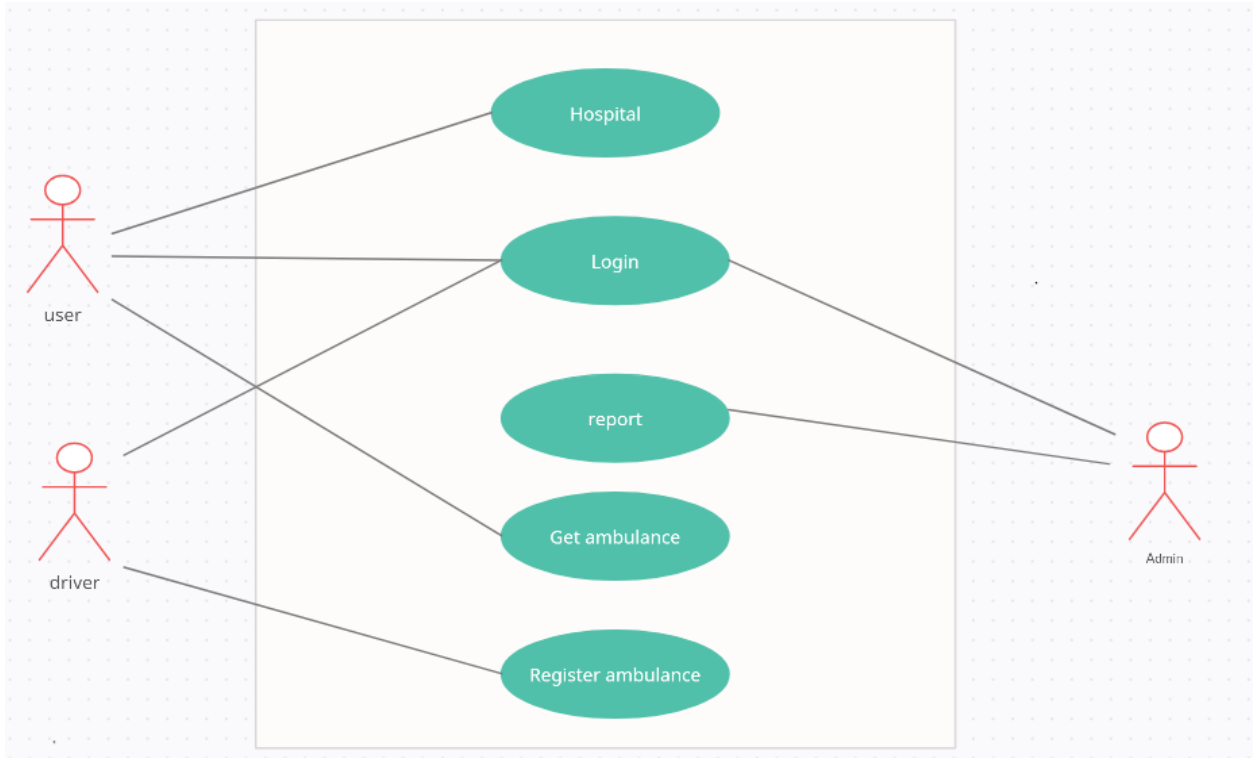 Hospital
Login
user
report
Get ambulance
Admin
driver
Register ambulance